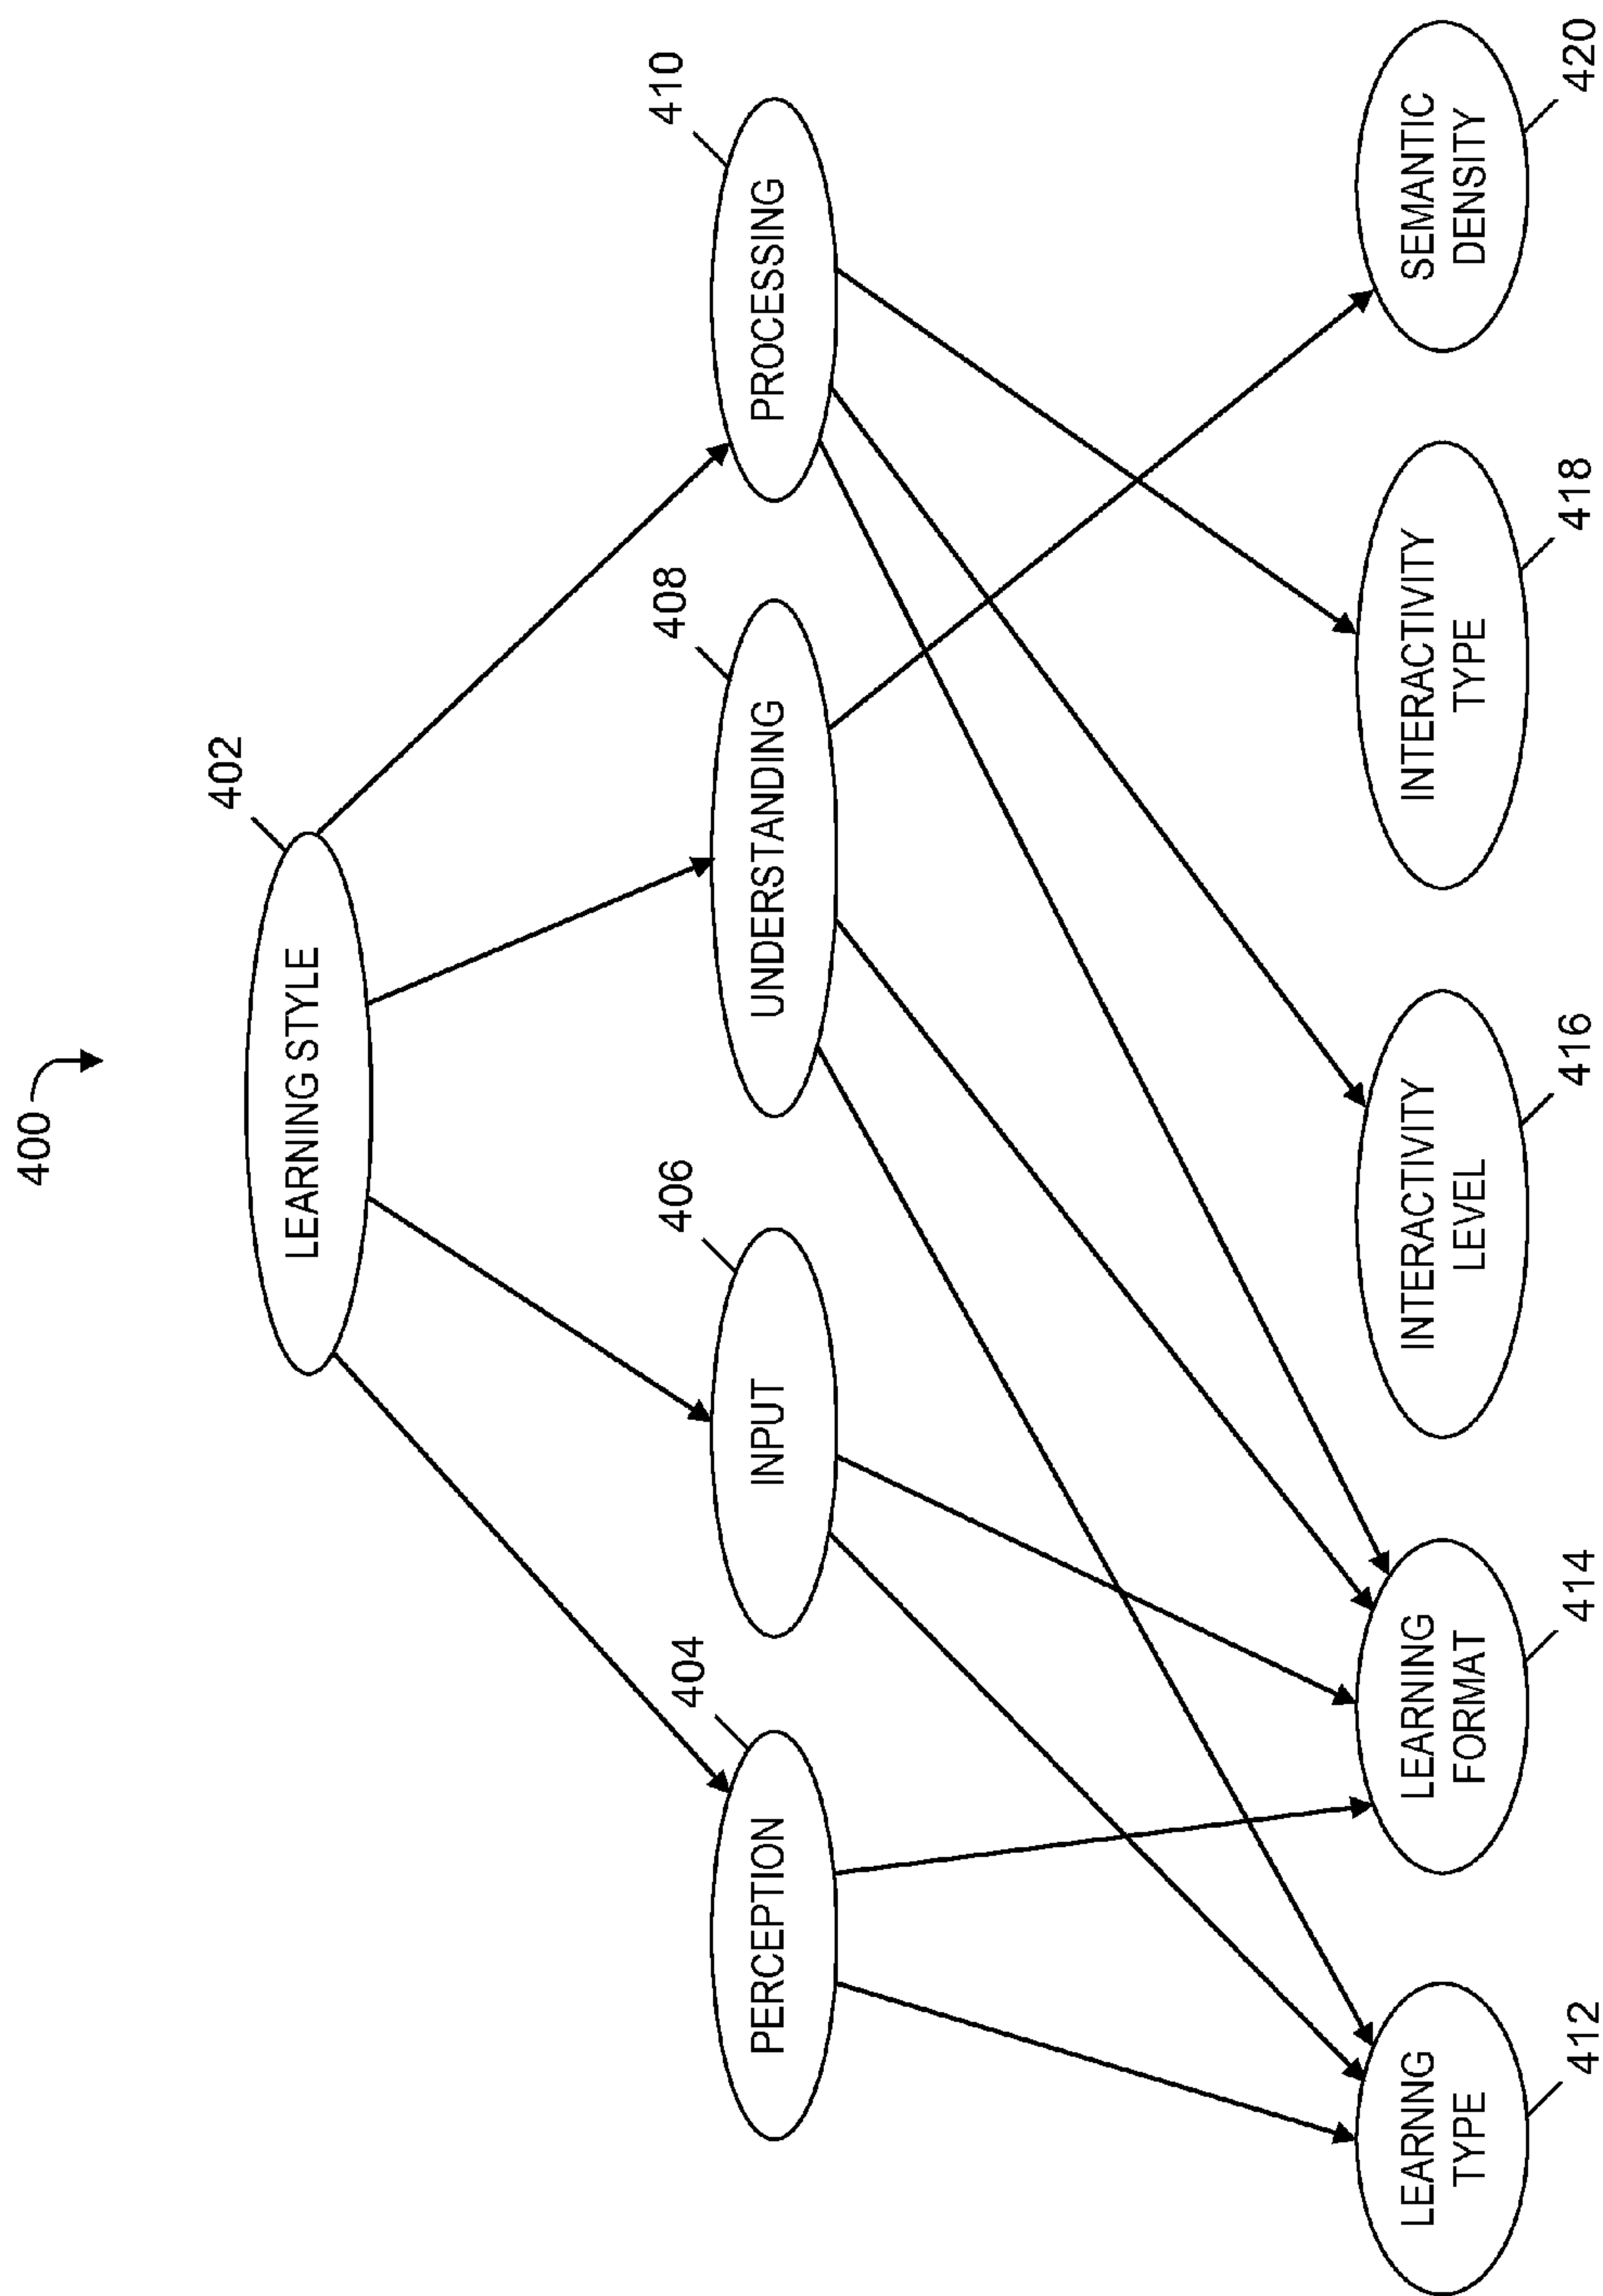 400
402
LEARNING STYLE
404
406
408
410
PERCEPTION
INPUT
UNDERSTANDING
PROCESSING
LEARNING
TYPE
LEARNING
FORMAT
INTERACTIVITY
LEVEL
INTERACTIVITY
TYPE
SEMANTIC
DENSITY
412
414
416
418
420